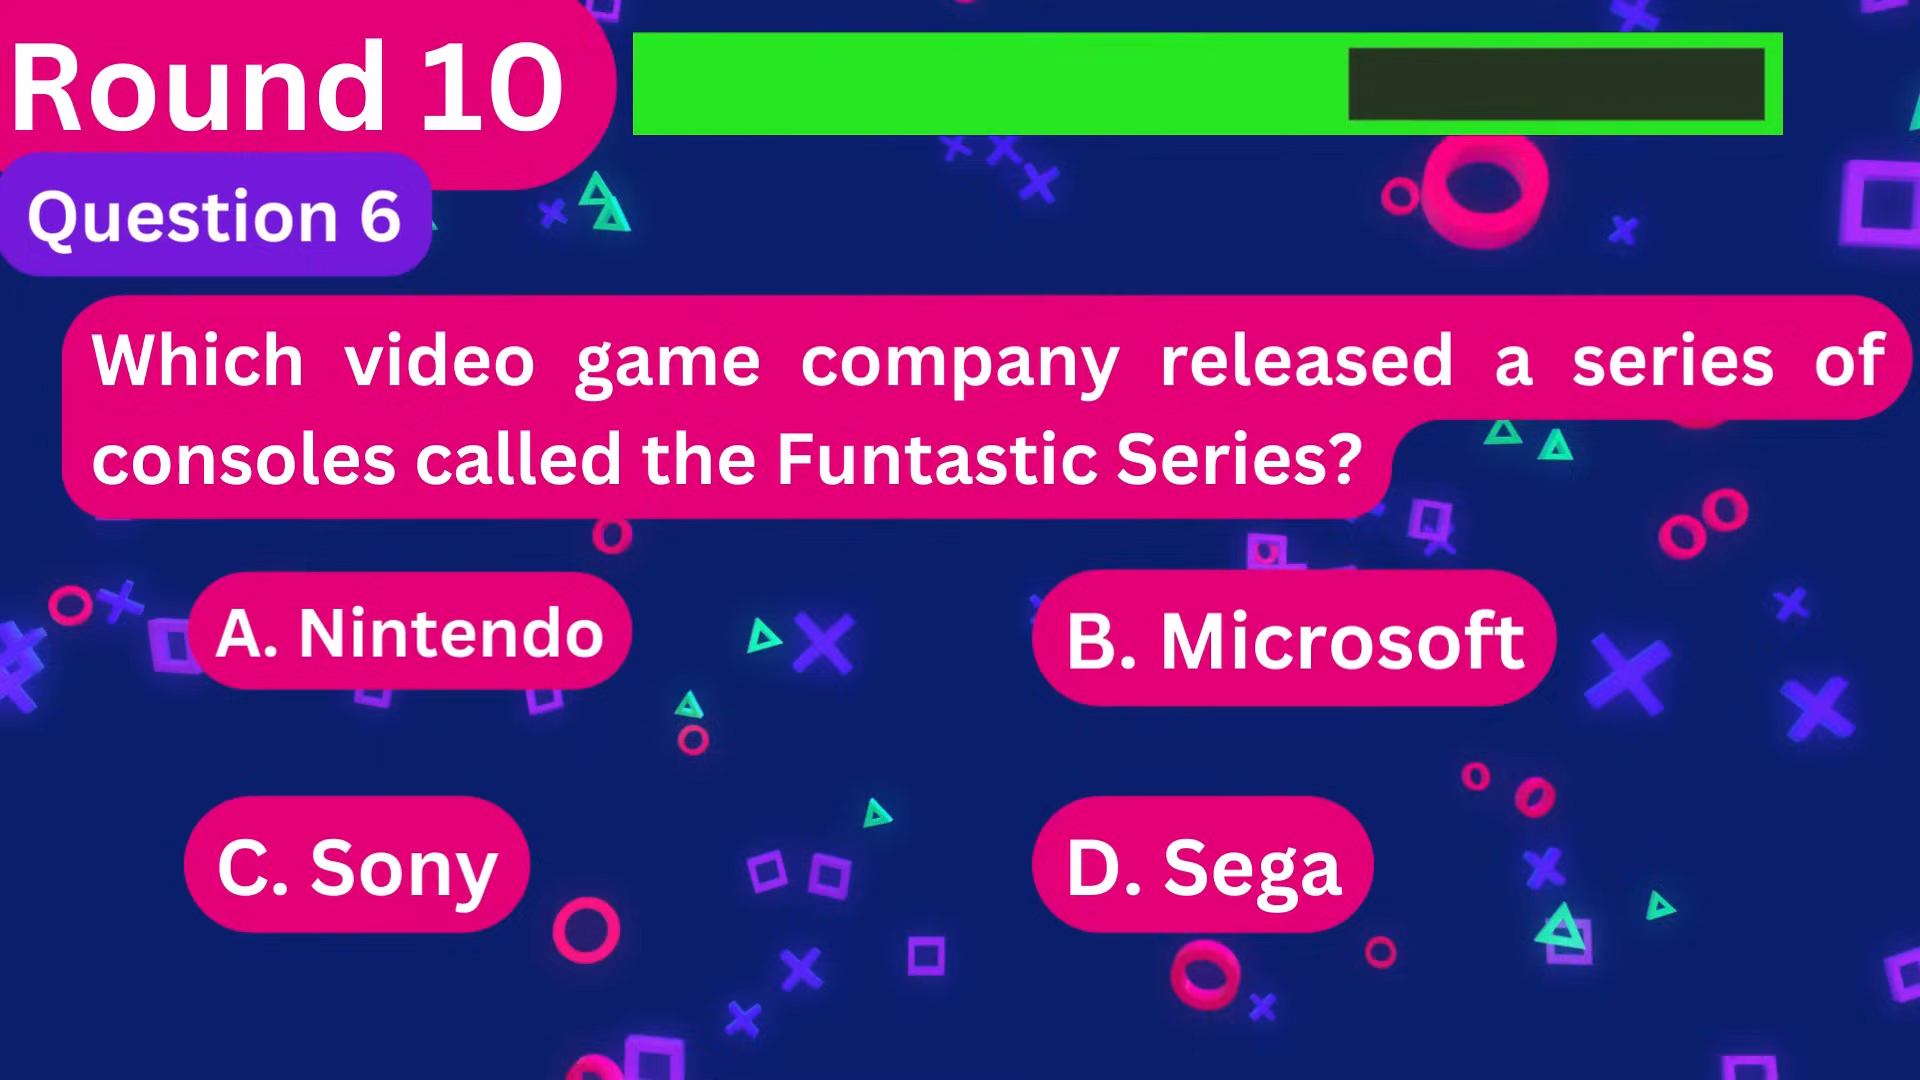 Round 10
Question 6
Which video game company released a series of
consoles called the Funtastic Series?
A. Nintendo
B. Microsoft
C. Sony
D. Sega